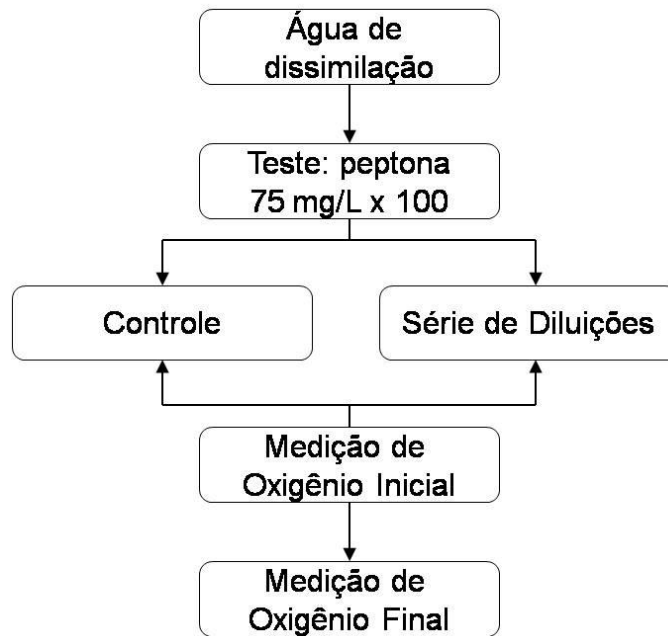 Água de
dissimilação
Teste: peptona
75 mg/L x 100
Controle
Série de Diluições
Medição de
Oxigênio Inicial
Medição de
Oxigênio Final